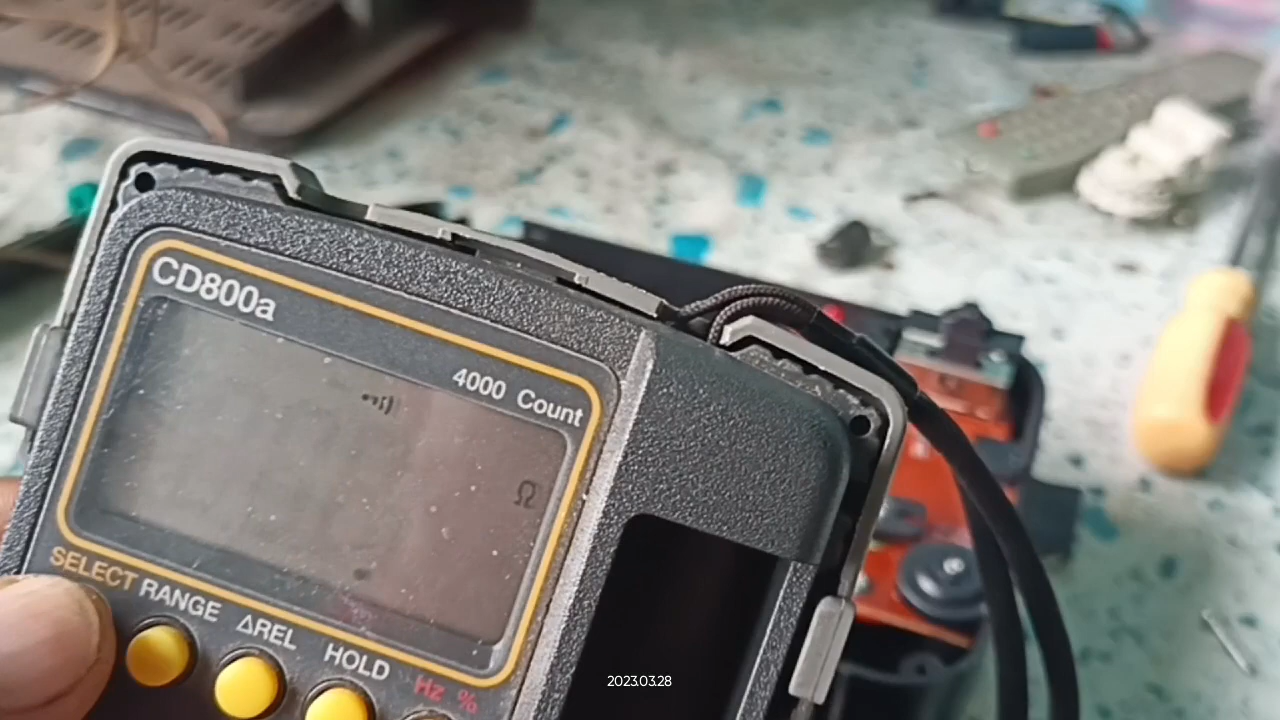 CD800a
4000 Count
Ω
SELECT RANGE ΔREL HOLD Hz %
2023.03.28